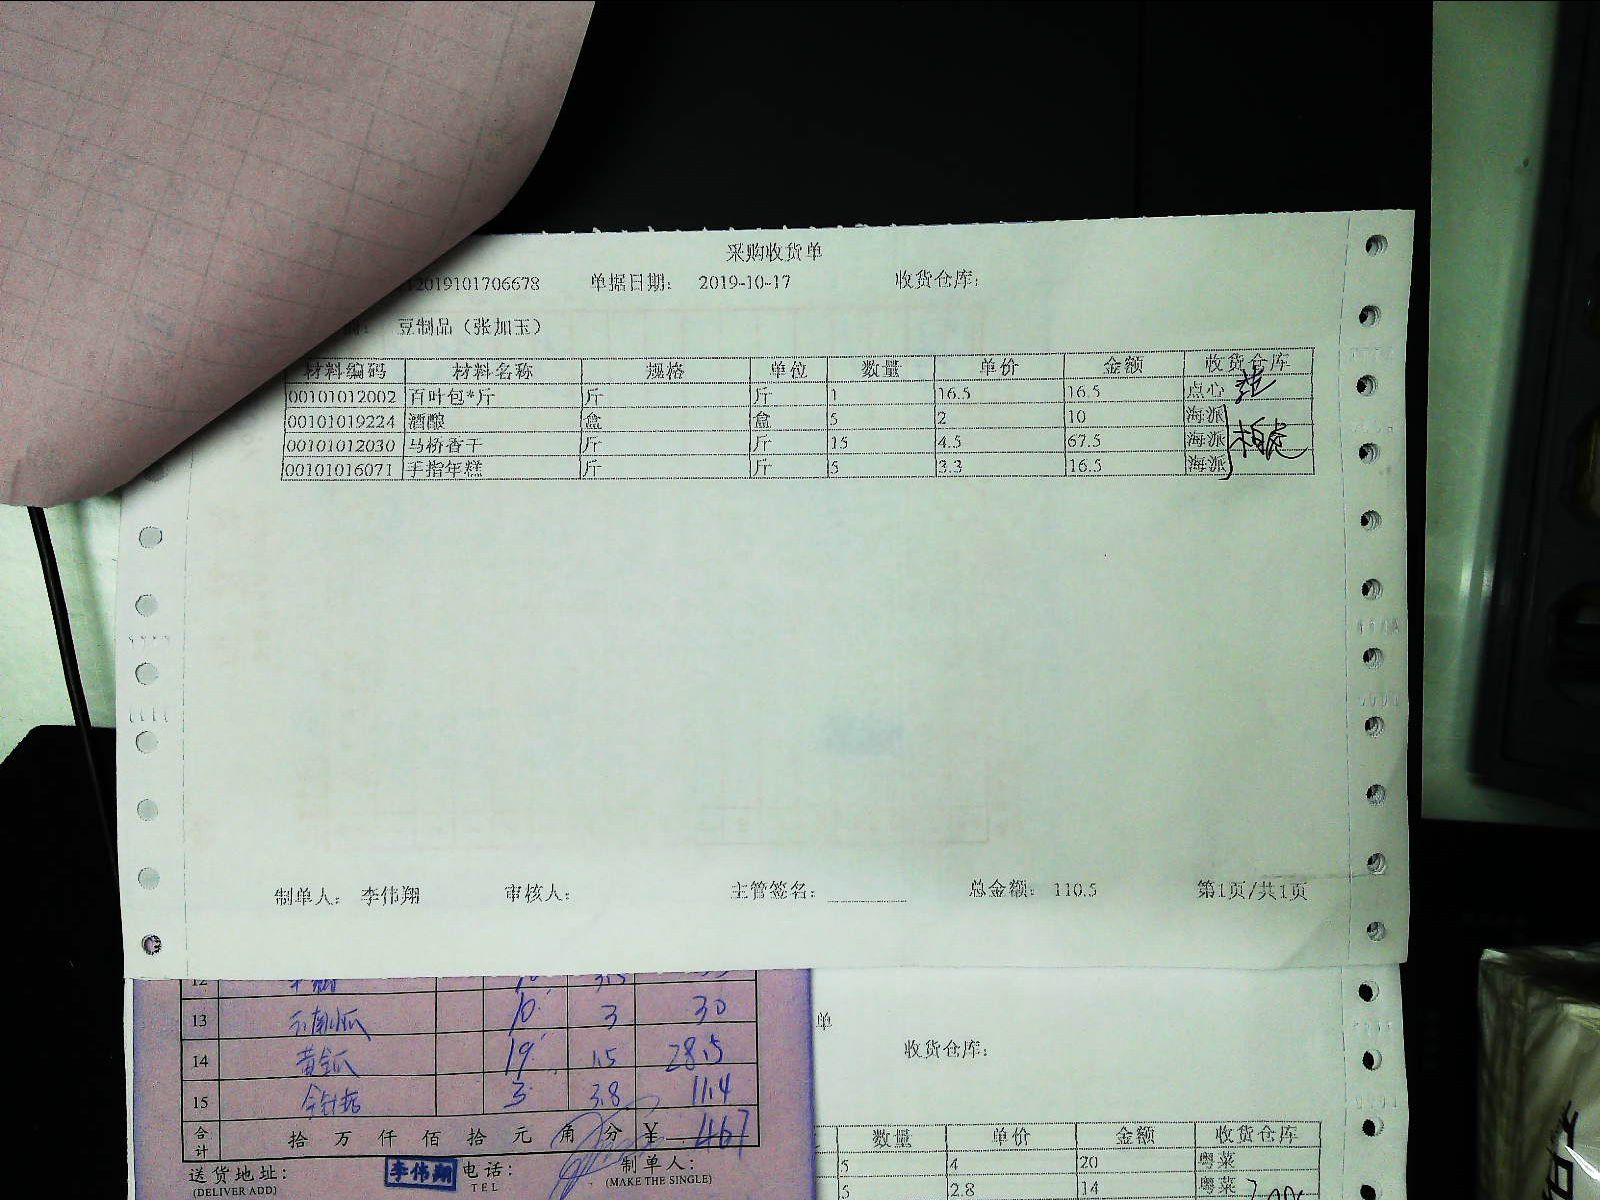 采购收货单
2019101706678 单据日期: 2019-10-17 收货仓库:
豆制品（张加玉）
材料编码 材料名称 规格 单位 数量 单价 金额 收货仓库
00101012002 百叶包*斤 斤 斤 1 16.5 16.5 点心
00101019224 酒酿 盒 盒 5 2 10 海派
00101012030 马桥香干 斤 斤 15 4.5 67.5 海派
00101016071 手指年糕 斤 斤 5 3.3 16.5 海派
制单人: 李伟翔 审核人: 主管签名: 总金额: 110.5 第1页/共1页
12
13 10 3 30
14 黄金瓜 19 1.5 28.5
15 3 3.8 11.4
合计 拾 万 仟 佰 拾 元 角 分 ¥ 467
送货地址: 李伟翔 电话: 制单人:
(DELIVER ADD) TEL (MAKE THE SINGLE)
单
收货仓库:
数量 单价 金额 收货仓库
5 4 20 粤菜
5 2.8 14 粤菜